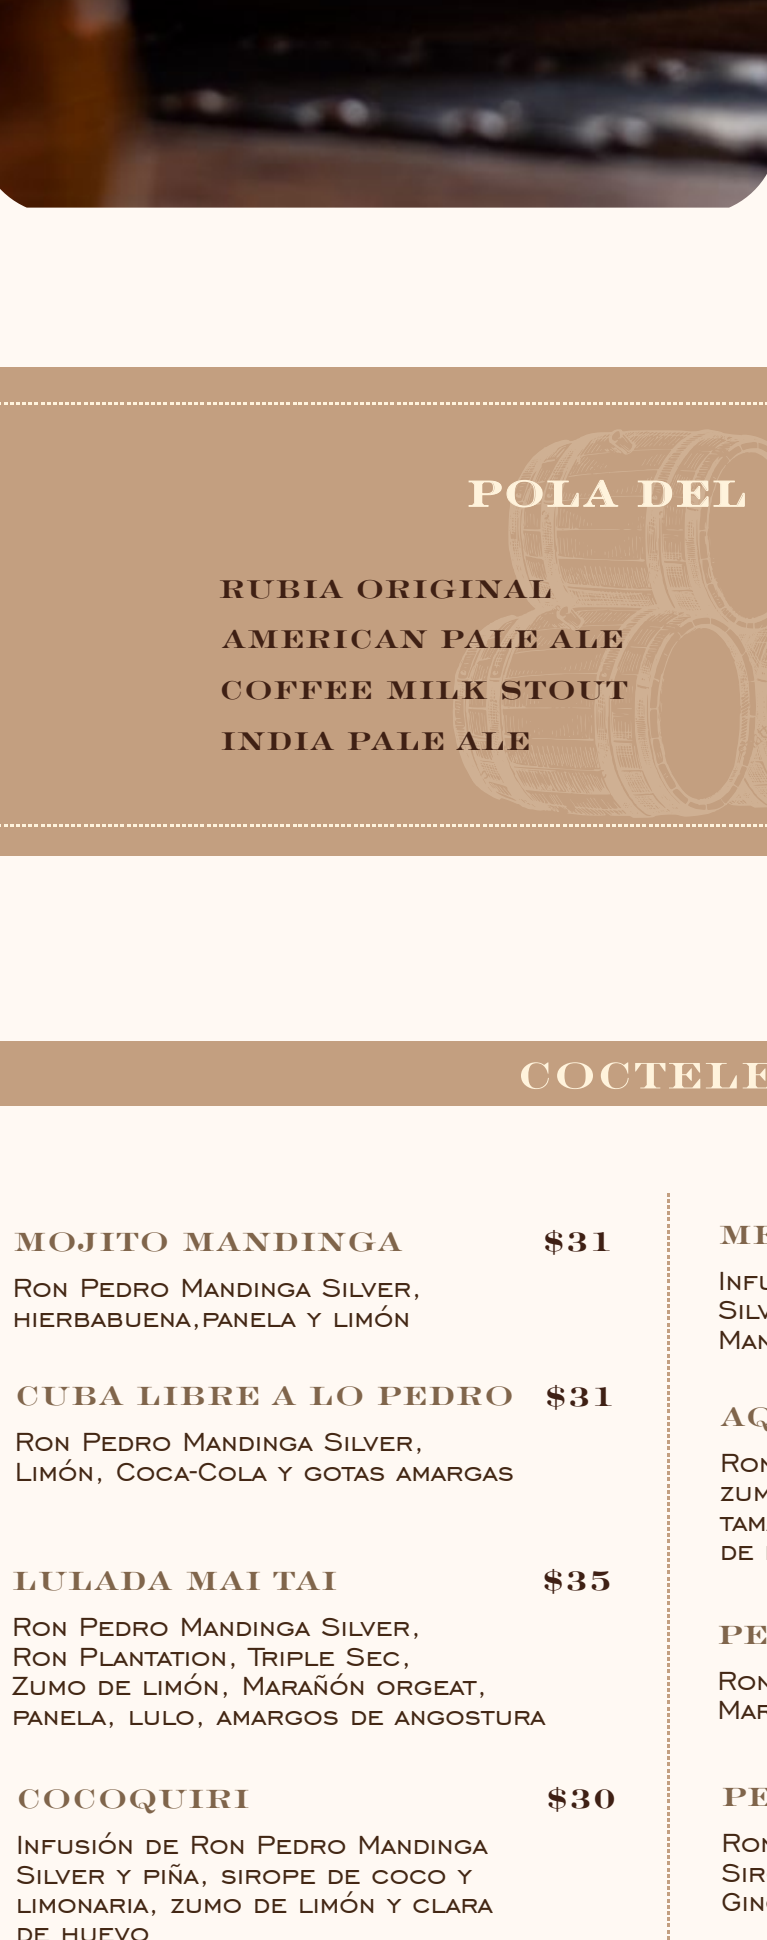 POLA DEL
RUBIA ORIGINAL
AMERICAN PALE ALE
COFFEE MILK STOUT
INDIA PALE ALE
MOJITO MANDINGA $31
Ron Pedro Mandinga Silver,
hierbabuena,panela y limón
CUBA LIBRE A LO PEDRO $31
Ron Pedro Mandinga Silver,
Limón, Coca-Cola y gotas amargas
LULADA MAI TAI $35
Ron Pedro Mandinga Silver,
Ron Plantation, Triple Sec,
Zumo de limón, Marañón orgeat,
panela, lulo, amargos de angostura
COCOQUIRI $30
Infusión de Ron Pedro Mandinga
Silver y piña, sirope de coco y
limonaria, zumo de limón y clara
de huevo
de